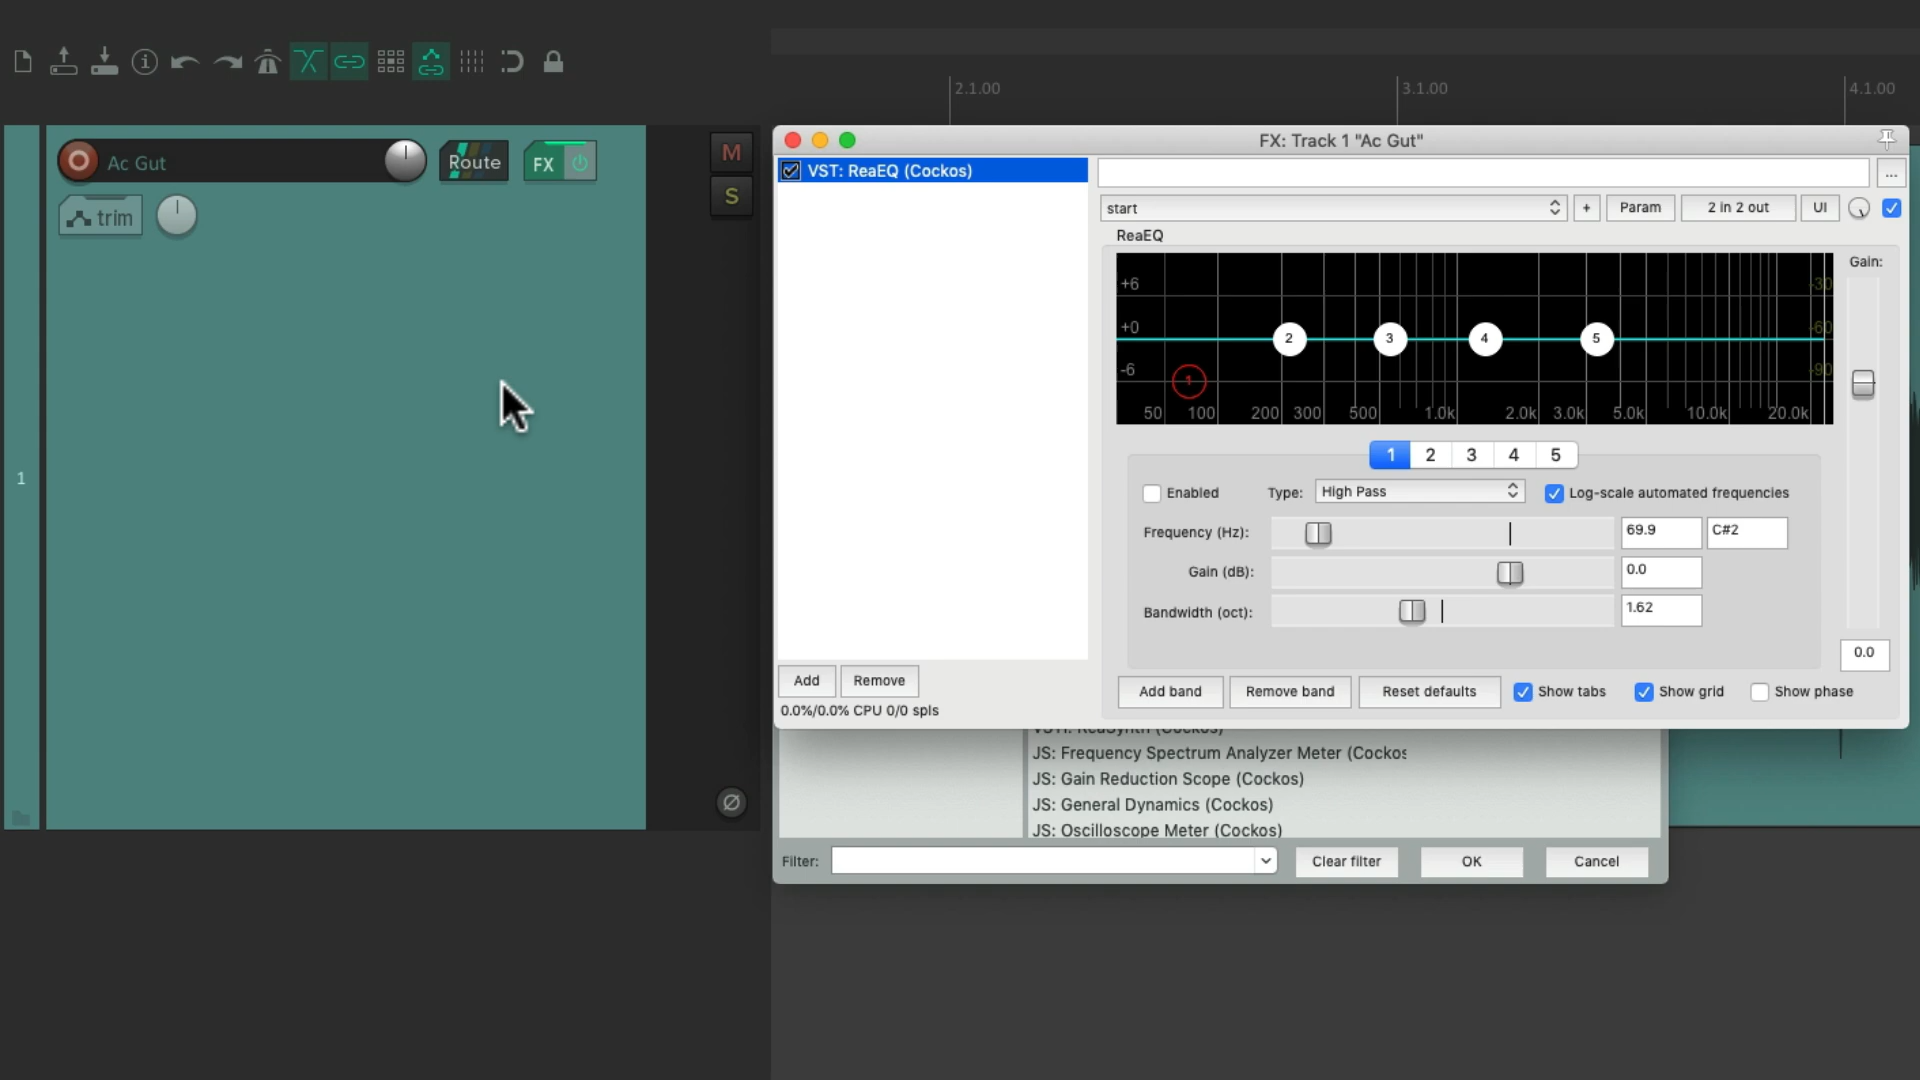 2.1.00
3.1.00
4.1.00
Ac Gut
Route
FX
M
S
trim
1
FX: Track 1 "Ac Gut"
VST: ReaEQ (Cockos)
...
start
+
Param
2 in 2 out
UI
ReaEQ
Gain:
+6
-30
+0
-60
-6
-90
2
3
4
5
1
50 100 200 300 500 1.0k 2.0k 3.0k 5.0k 10.0k 20.0k
1 2 3 4 5
Enabled
Type:
High Pass
Log-scale automated frequencies
Frequency (Hz):
69.9
C#2
Gain (dB):
0.0
Bandwidth (oct):
1.62
0.0
Add
Remove
Add band
Remove band
Reset defaults
Show tabs
Show grid
Show phase
0.0%/0.0% CPU 0/0 spls
JS: Frequency Spectrum Analyzer Meter (Cockos
JS: Gain Reduction Scope (Cockos)
JS: General Dynamics (Cockos)
JS: Oscilloscope Meter (Cockos)
Filter:
Clear filter
OK
Cancel